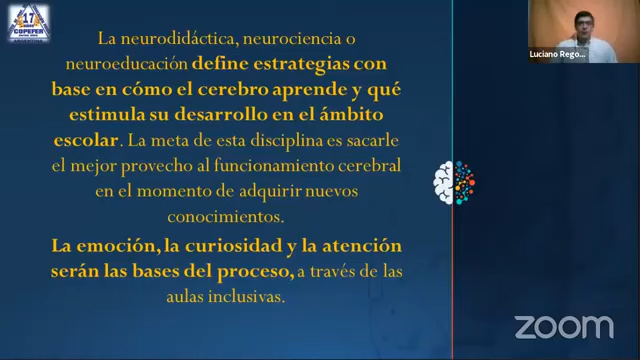 17
COPEFER
Luciano Rego...
La neurodidáctica, neurociencia o
neuroeducación define estrategias con
base en cómo el cerebro aprende y qué
estimula su desarrollo en el ámbito
escolar. La meta de esta disciplina es sacarle
el mejor provecho al funcionamiento cerebral
en el momento de adquirir nuevos
conocimientos.
La emoción, la curiosidad y la atención
serán las bases del proceso, a través de las
aulas inclusivas.
zoom